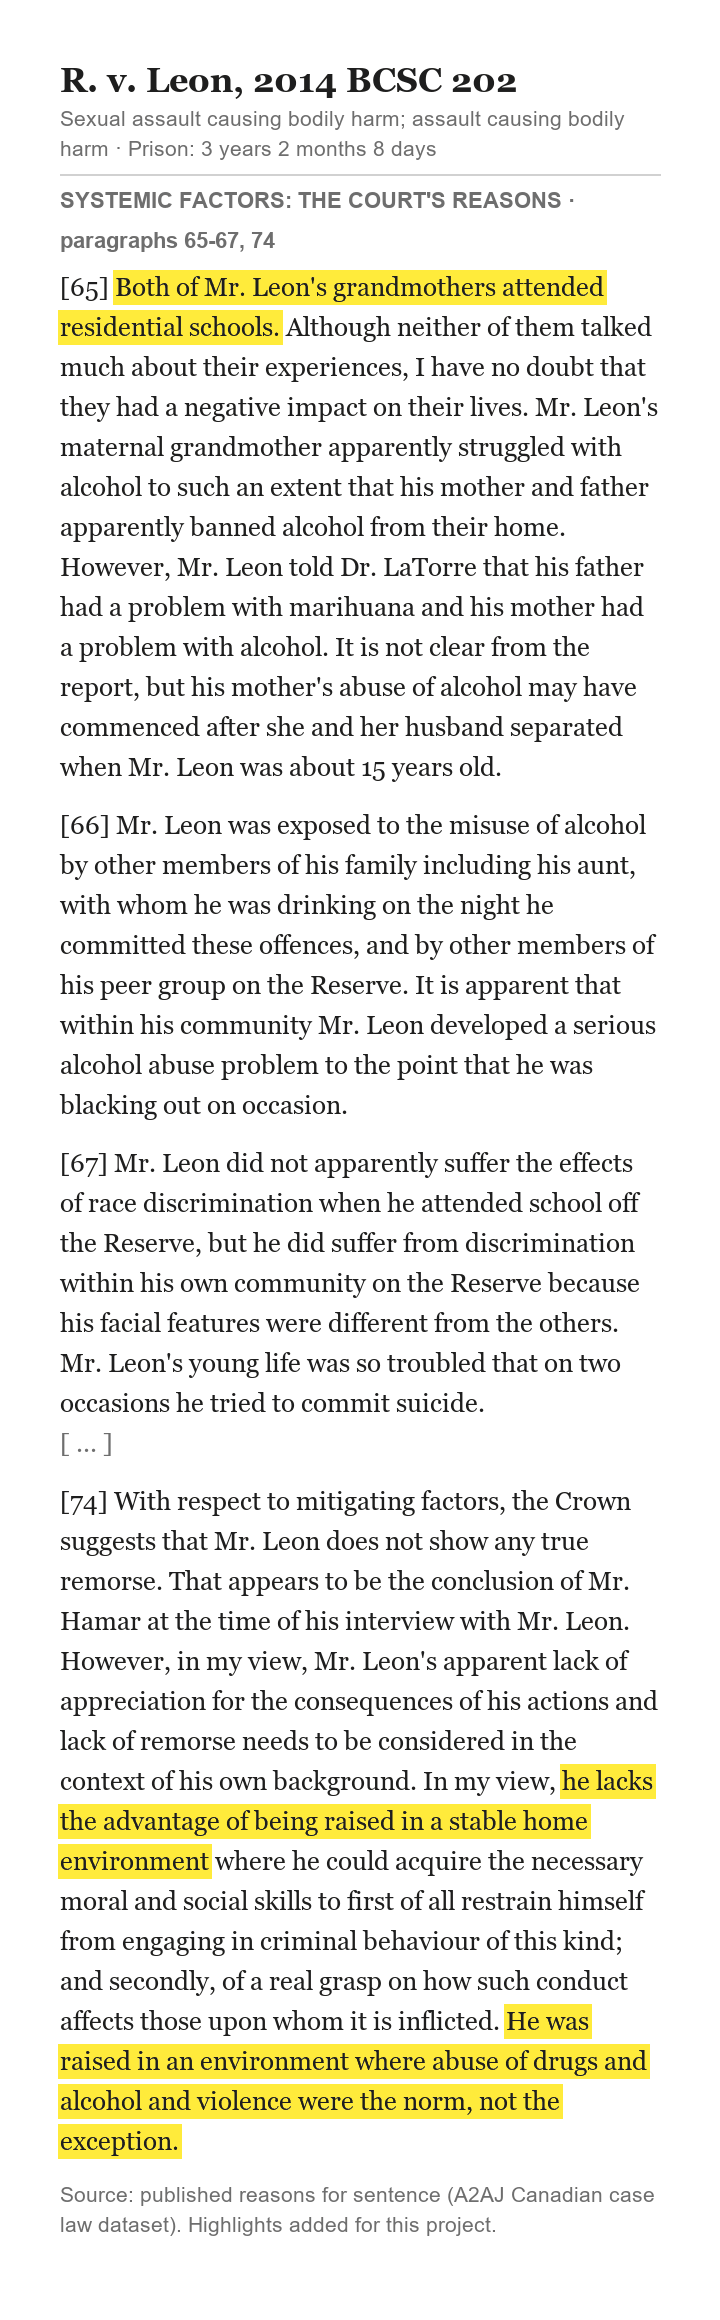 R. v. Leon, 2014 BCSC 202
Sexual assault causing bodily harm; assault causing bodily
harm · Prison: 3 years 2 months 8 days
SYSTEMIC FACTORS: THE COURT'S REASONS ·
paragraphs 65-67, 74
[65] Both of Mr. Leon's grandmothers attended
residential schools. Although neither of them talked
much about their experiences, I have no doubt that
they had a negative impact on their lives. Mr. Leon's
maternal grandmother apparently struggled with
alcohol to such an extent that his mother and father
apparently banned alcohol from their home.
However, Mr. Leon told Dr. LaTorre that his father
had a problem with marihuana and his mother had
a problem with alcohol. It is not clear from the
report, but his mother's abuse of alcohol may have
commenced after she and her husband separated
when Mr. Leon was about 15 years old.
[66] Mr. Leon was exposed to the misuse of alcohol
by other members of his family including his aunt,
with whom he was drinking on the night he
committed these offences, and by other members of
his peer group on the Reserve. It is apparent that
within his community Mr. Leon developed a serious
alcohol abuse problem to the point that he was
blacking out on occasion.
[67] Mr. Leon did not apparently suffer the effects
of race discrimination when he attended school off
the Reserve, but he did suffer from discrimination
within his own community on the Reserve because
his facial features were different from the others.
Mr. Leon's young life was so troubled that on two
occasions he tried to commit suicide.
[ ... ]
[74] With respect to mitigating factors, the Crown
suggests that Mr. Leon does not show any true
remorse. That appears to be the conclusion of Mr.
Hamar at the time of his interview with Mr. Leon.
However, in my view, Mr. Leon's apparent lack of
appreciation for the consequences of his actions and
lack of remorse needs to be considered in the
context of his own background. In my view, he lacks
the advantage of being raised in a stable home
environment where he could acquire the necessary
moral and social skills to first of all restrain himself
from engaging in criminal behaviour of this kind;
and secondly, of a real grasp on how such conduct
affects those upon whom it is inflicted. He was
raised in an environment where abuse of drugs and
alcohol and violence were the norm, not the
exception.
Source: published reasons for sentence (A2AJ Canadian case
law dataset). Highlights added for this project.